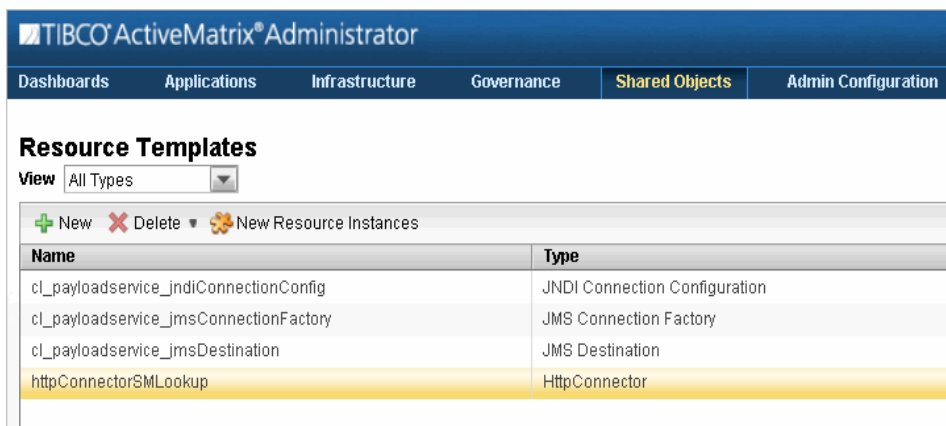 TIBCO® ActiveMatrix® Administrator
Dashboards Applications Infrastructure Governance Shared Objects Admin Configuration
Resource Templates
View All Types
New Delete New Resource Instances
Name Type
cl_payloadservice_jndiConnectionConfig JNDI Connection Configuration
cl_payloadservice_jmsConnectionFactory JMS Connection Factory
cl_payloadservice_jmsDestination JMS Destination
httpConnectorSMLookup HttpConnector